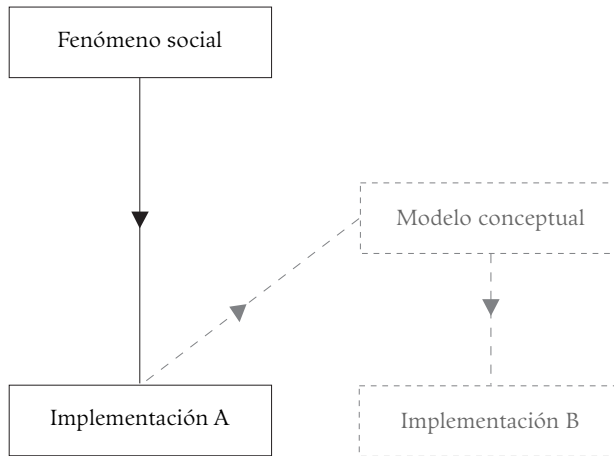 Fenómeno social
Modelo conceptual
Implementación A
Implementación B